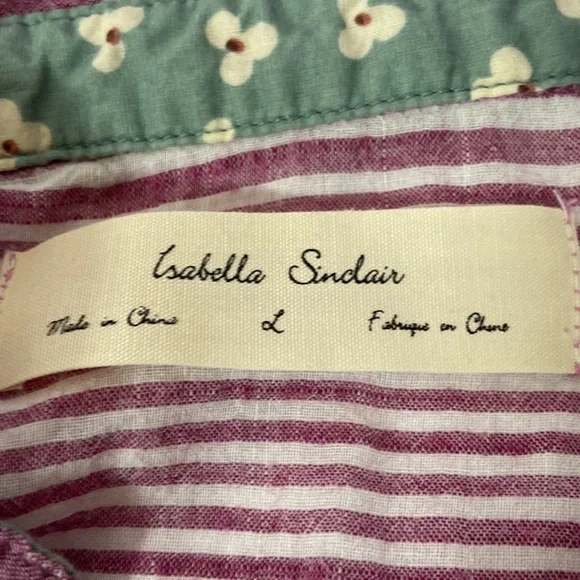 Isabella Sinclair
Made in China L Fabrique en Chine